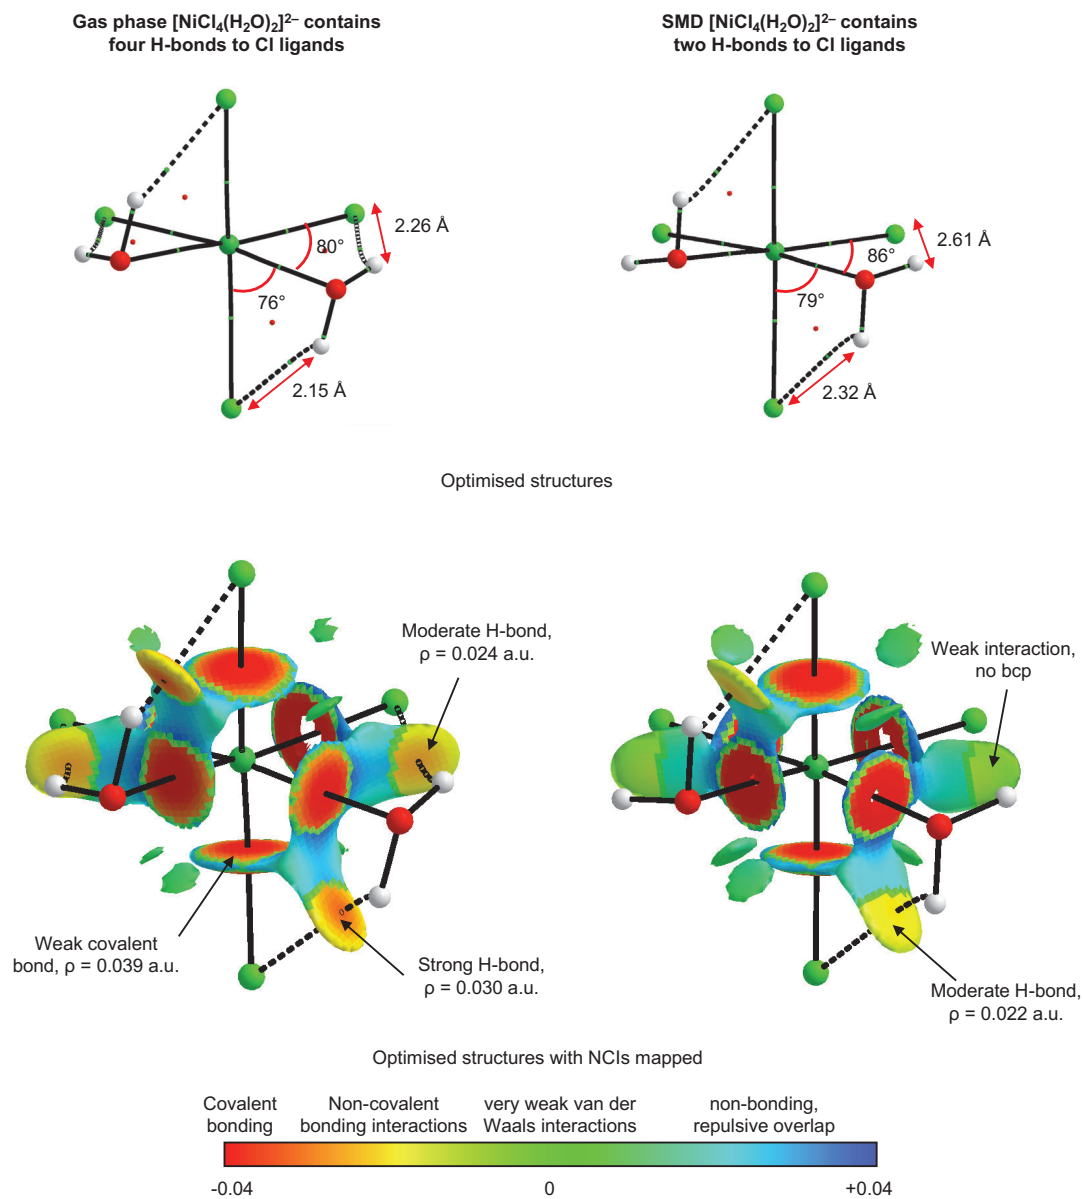 Gas phase [NiCl₄(H₂O)₂]²⁻ contains
four H-bonds to Cl ligands
SMD [NiCl₄(H₂O)₂]²⁻ contains
two H-bonds to Cl ligands
2.26 Å
80°
76°
2.15 Å
2.61 Å
86°
79°
2.32 Å
Optimised structures
Moderate H-bond,
ρ = 0.024 a.u.
Weak interaction,
no bcp
Weak covalent
bond, ρ = 0.039 a.u.
Strong H-bond,
ρ = 0.030 a.u.
Moderate H-bond,
ρ = 0.022 a.u.
Optimised structures with NCIs mapped
Covalent
bonding
Non-covalent
bonding interactions
very weak van der
Waals interactions
non-bonding,
repulsive overlap
-0.04
0
+0.04